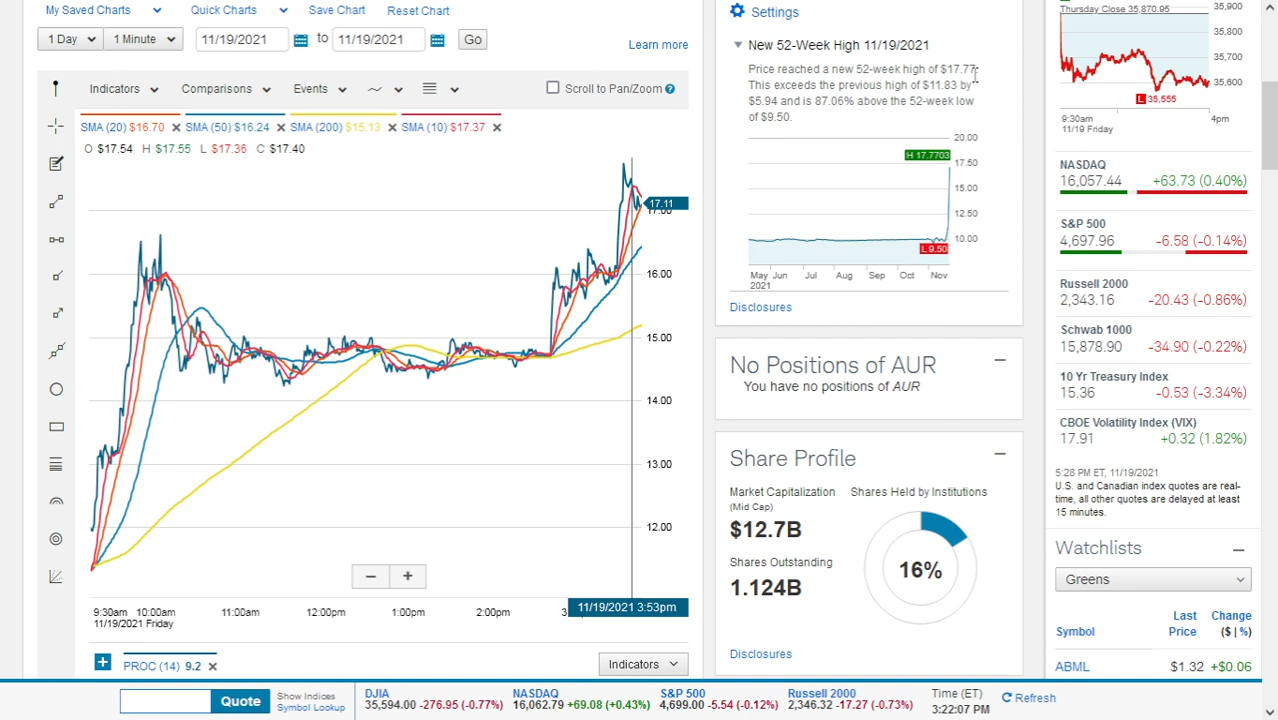 My Saved Charts
Quick Charts
Save Chart
Reset Chart
1 Day
1 Minute
11/19/2021
to
11/19/2021
Go
Learn more
Indicators
Comparisons
Events
Scroll to Pan/Zoom
SMA (20) $16.70
SMA (50) $16.24
SMA (200) $15.13
SMA (10) $17.37
O $17.54 H $17.55 L $17.36 C $17.40
17.11
17.00
16.00
15.00
14.00
13.00
12.00
9:30am
10:00am
11:00am
12:00pm
1:00pm
2:00pm
11/19/2021 3:53pm
11/19/2021 Friday
PROC (14) 9.2
Indicators
Settings
New 52-Week High 11/19/2021
Price reached a new 52-week high of $17.77.
This exceeds the previous high of $11.83 by
$5.94 and is 87.06% above the 52-week low
of $9.50.
20.00
H 17.7703
17.50
15.00
12.50
10.00
L 9.50
May Jun Jul Aug Sep Oct Nov
2021
Disclosures
No Positions of AUR
You have no positions of AUR
Share Profile
Market Capitalization
(Mid Cap)
$12.7B
Shares Outstanding
1.124B
Shares Held by Institutions
16%
Disclosures
Thursday Close 35,870.95
35,900
35,800
35,700
35,600
L 35,555
9:30am
4pm
11/19 Friday
NASDAQ
16,057.44 +63.73 (0.40%)
S&P 500
4,697.96 -6.58 (-0.14%)
Russell 2000
2,343.16 -20.43 (-0.86%)
Schwab 1000
15,878.90 -34.90 (-0.22%)
10 Yr Treasury Index
15.36 -0.53 (-3.34%)
CBOE Volatility Index (VIX)
17.91 +0.32 (1.82%)
5:28 PM ET, 11/19/2021
U.S. and Canadian index quotes are real-
time, all other quotes are delayed at least
15 minutes.
Watchlists
Greens
Symbol
Last
Price
Change
($ | %)
ABML $1.32 +$0.06
Quote
Show Indices
Symbol Lookup
DJIA
35,594.00 -276.95 (-0.77%)
NASDAQ
16,062.79 +69.08 (+0.43%)
S&P 500
4,699.00 -5.54 (-0.12%)
Russell 2000
2,346.32 -17.27 (-0.73%)
Time (ET)
3:22:07 PM
Refresh